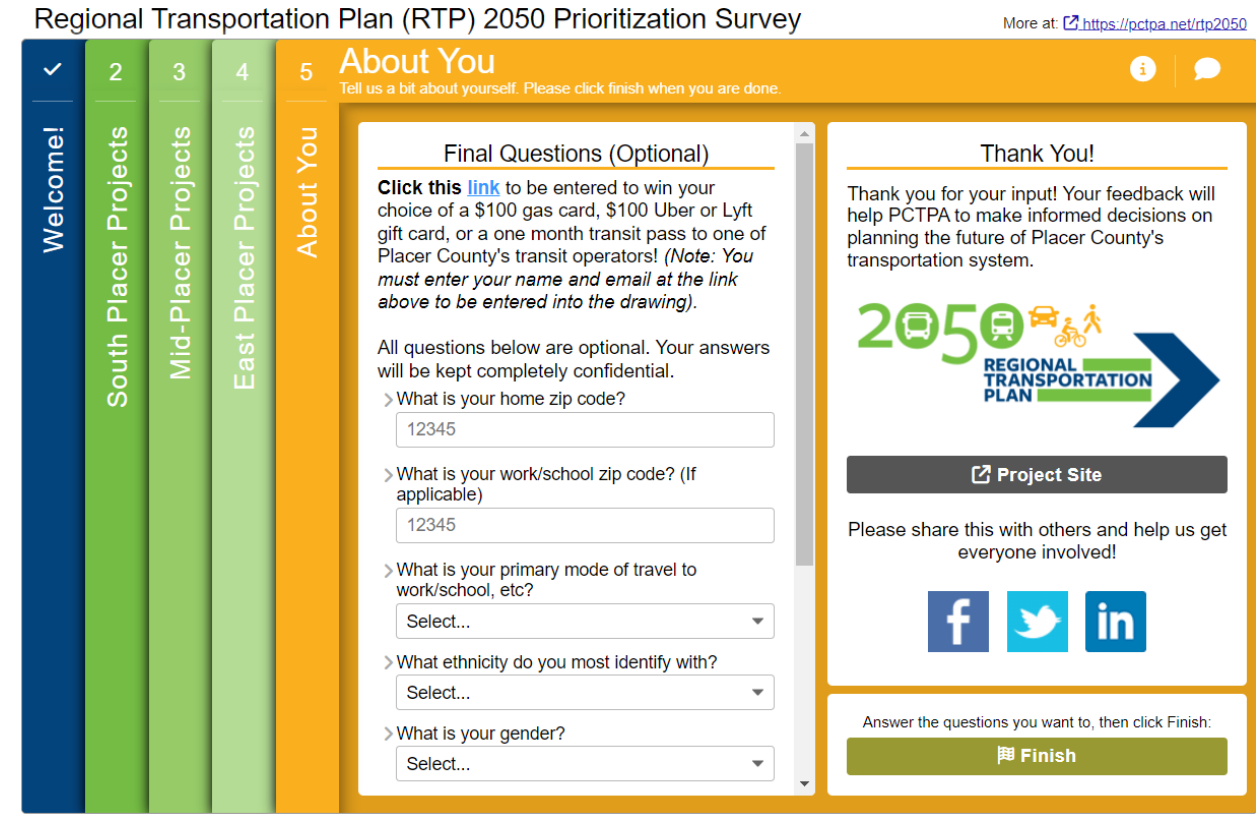 Regional Transportation Plan (RTP) 2050 Prioritization Survey
More at: https://pctpa.net/rtp2050
Welcome!
2
South Placer Projects
3
Mid-Placer Projects
4
East Placer Projects
5
About You
About You
Tell us a bit about yourself. Please click finish when you are done.
Final Questions (Optional)
Click this link to be entered to win your
choice of a $100 gas card, $100 Uber or Lyft
gift card, or a one month transit pass to one of
Placer County's transit operators! (Note: You
must enter your name and email at the link
above to be entered into the drawing).
All questions below are optional. Your answers
will be kept completely confidential.
What is your home zip code?
12345
What is your work/school zip code? (If
applicable)
12345
What is your primary mode of travel to
work/school, etc?
Select...
What ethnicity do you most identify with?
Select...
What is your gender?
Select...
Thank You!
Thank you for your input! Your feedback will
help PCTPA to make informed decisions on
planning the future of Placer County's
transportation system.
2050
REGIONAL
TRANSPORTATION
PLAN
Project Site
Please share this with others and help us get
everyone involved!
f
in
Answer the questions you want to, then click Finish:
Finish